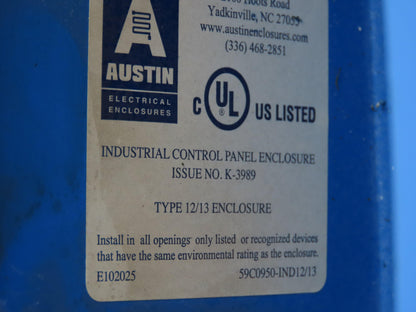 Hoots Road
Yadkinville, NC 27055
www.austinenclosures.com
(336) 468-2851
A
AUSTIN
ELECTRICAL
ENCLOSURES
C UL ® US LISTED
INDUSTRIAL CONTROL PANEL ENCLOSURE
ISSUE NO. K-3989
TYPE 12/13 ENCLOSURE
Install in all openings only listed or recognized devices
that have the same environmental rating as the enclosure.
E102025 59C0950-IND12/13